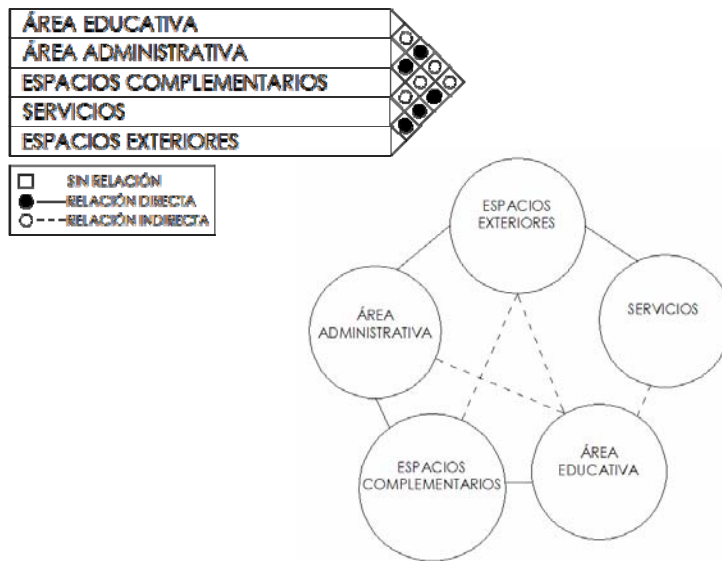 ÁREA EDUCATIVA
ÁREA ADMINISTRATIVA
ESPACIOS COMPLEMENTARIOS
SERVICIOS
ESPACIOS EXTERIORES
SIN RELACIÓN
RELACIÓN DIRECTA
RELACIÓN INDIRECTA
ESPACIOS
EXTERIORES
SERVICIOS
ÁREA
ADMINISTRATIVA
ÁREA
EDUCATIVA
ESPACIOS
COMPLEMENTARIOS